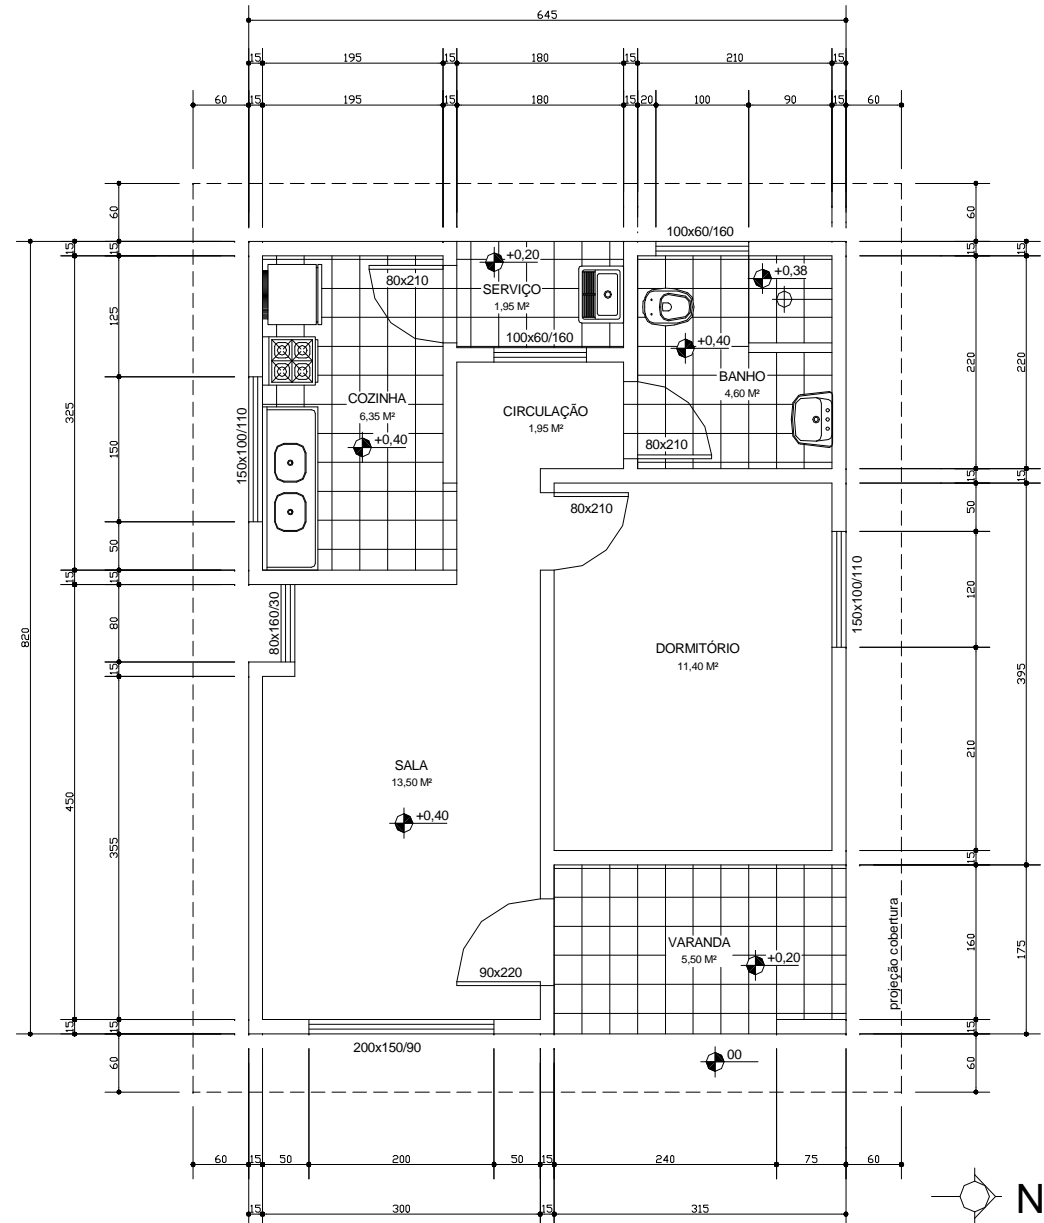 645
15 195 15 180 15 210 15
60 15 195 15 180 15 20 100 90 15 60
60
60
15
15
15
15
100x60/160
+0,20
+0,38
80x210
SERVIÇO
1,95 M²
125
100x60/160
+0,40
220
220
BANHO
4,60 M²
COZINHA
6,35 M²
CIRCULAÇÃO
1,95 M²
325
+0,40
80x210
150x100/110
150
15
15
80x210
50
50
15
15
150x100/110
120
80x160/30
80
820
DORMITÓRIO
11,40 M²
15
395
SALA
13,50 M²
210
450
+0,40
355
15
projeção cobertura
VARANDA
5,50 M²
+0,20
160
175
90x220
15
15
15
200x150/90
00
60
60
60 15 50 200 50 15 240 75 60
15 300 15 315
N